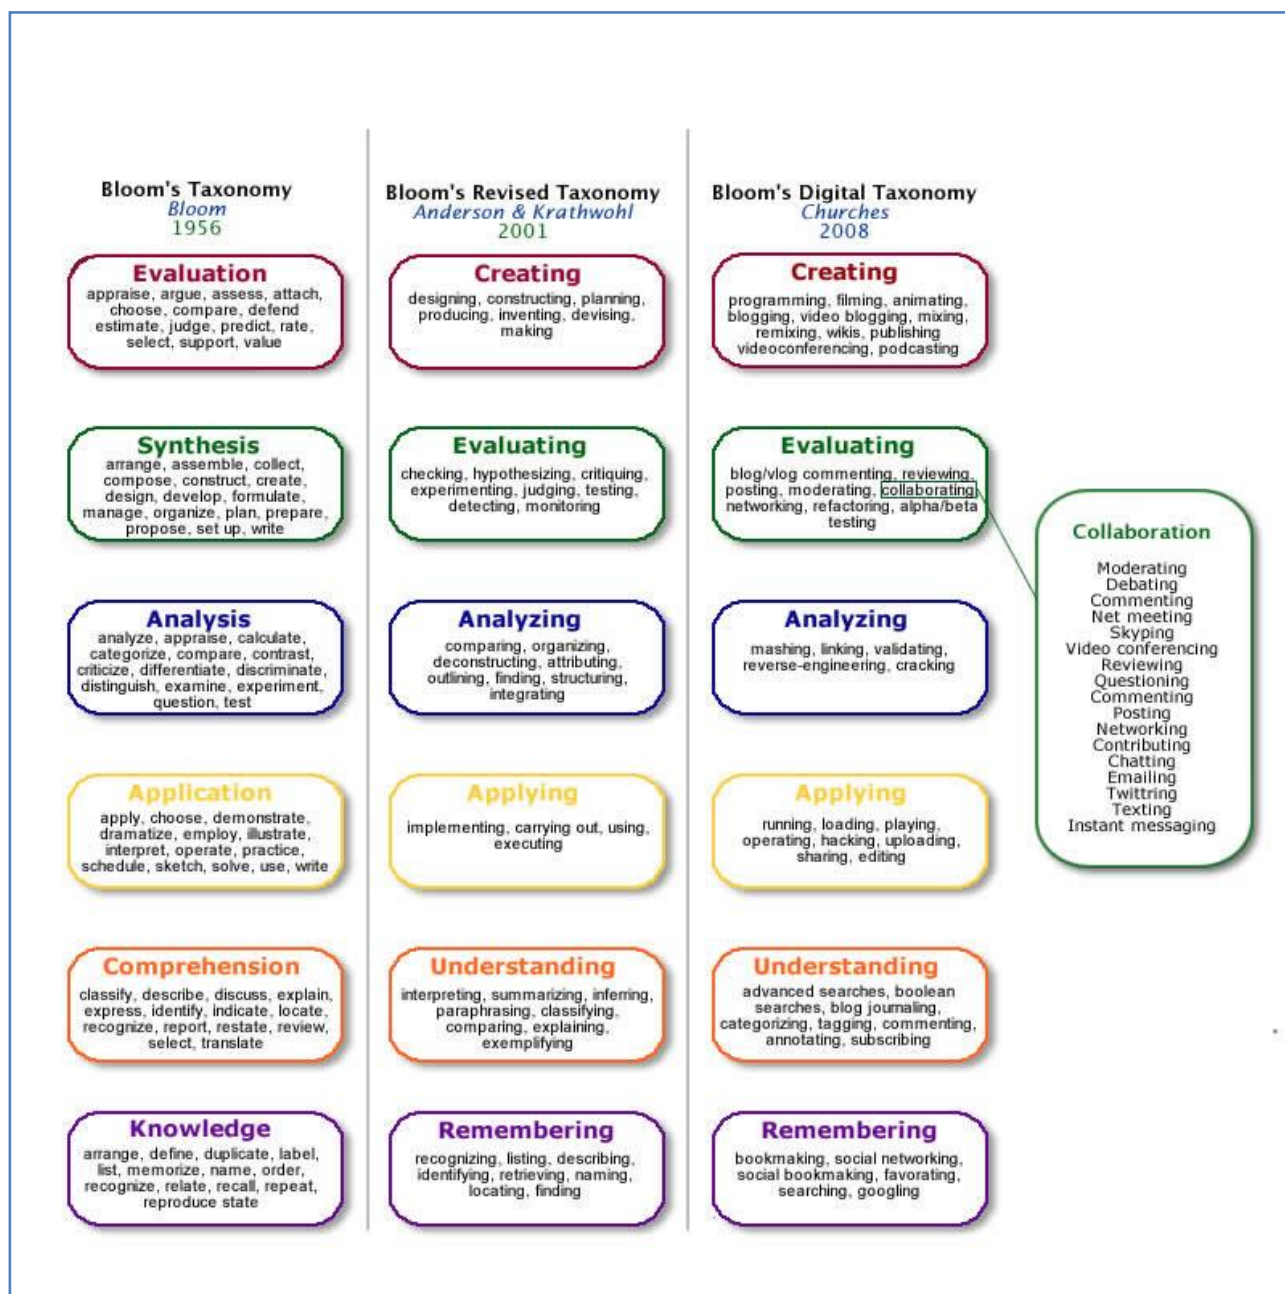 Bloom's Taxonomy
Bloom
1956
Evaluation
appraise, argue, assess, attach,
choose, compare, defend
estimate, judge, predict, rate,
select, support, value
Synthesis
arrange, assemble, collect,
compose, construct, create,
design, develop, formulate,
manage, organize, plan, prepare,
propose, set up, write
Analysis
analyze, appraise, calculate,
categorize, compare, contrast,
criticize, differentiate, discriminate,
distinguish, examine, experiment,
question, test
Application
apply, choose, demonstrate,
dramatize, employ, illustrate,
interpret, operate, practice,
schedule, sketch, solve, use, write
Comprehension
classify, describe, discuss, explain,
express, identify, indicate, locate,
recognize, report, restate, review,
select, translate
Knowledge
arrange, define, duplicate, label,
list, memorize, name, order,
recognize, relate, recall, repeat,
reproduce state
Bloom's Revised Taxonomy
Anderson & Krathwohl
2001
Creating
designing, constructing, planning,
producing, inventing, devising,
making
Evaluating
checking, hypothesizing, critiquing,
experimenting, judging, testing,
detecting, monitoring
Analyzing
comparing, organizing,
deconstructing, attributing,
outlining, finding, structuring,
integrating
Applying
implementing, carrying out, using,
executing
Understanding
interpreting, summarizing, inferring,
paraphrasing, classifying,
comparing, explaining,
exemplifying
Remembering
recognizing, listing, describing,
identifying, retrieving, naming,
locating, finding
Bloom's Digital Taxonomy
Churches
2008
Creating
programming, filming, animating,
blogging, video blogging, mixing,
remixing, wikis, publishing
videoconferencing, podcasting
Evaluating
blog/vlog commenting, reviewing,
posting, moderating, collaborating,
networking, refactoring, alpha/beta
testing
Analyzing
mashing, linking, validating,
reverse-engineering, cracking
Applying
running, loading, playing,
operating, hacking, uploading,
sharing, editing
Understanding
advanced searches, boolean
searches, blog journaling,
categorizing, tagging, commenting,
annotating, subscribing
Remembering
bookmaking, social networking,
social bookmaking, favorating,
searching, googling
Collaboration
Moderating
Debating
Commenting
Net meeting
Skyping
Video conferencing
Reviewing
Questioning
Commenting
Posting
Networking
Contributing
Chatting
Emailing
Twittring
Texting
Instant messaging